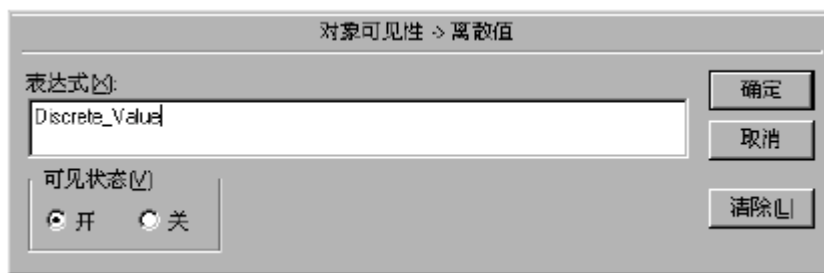 对象可见性 -> 离散值
表达式(X):
确定
Discrete_Value
取消
可见状态(V)
开 关
清除(L)